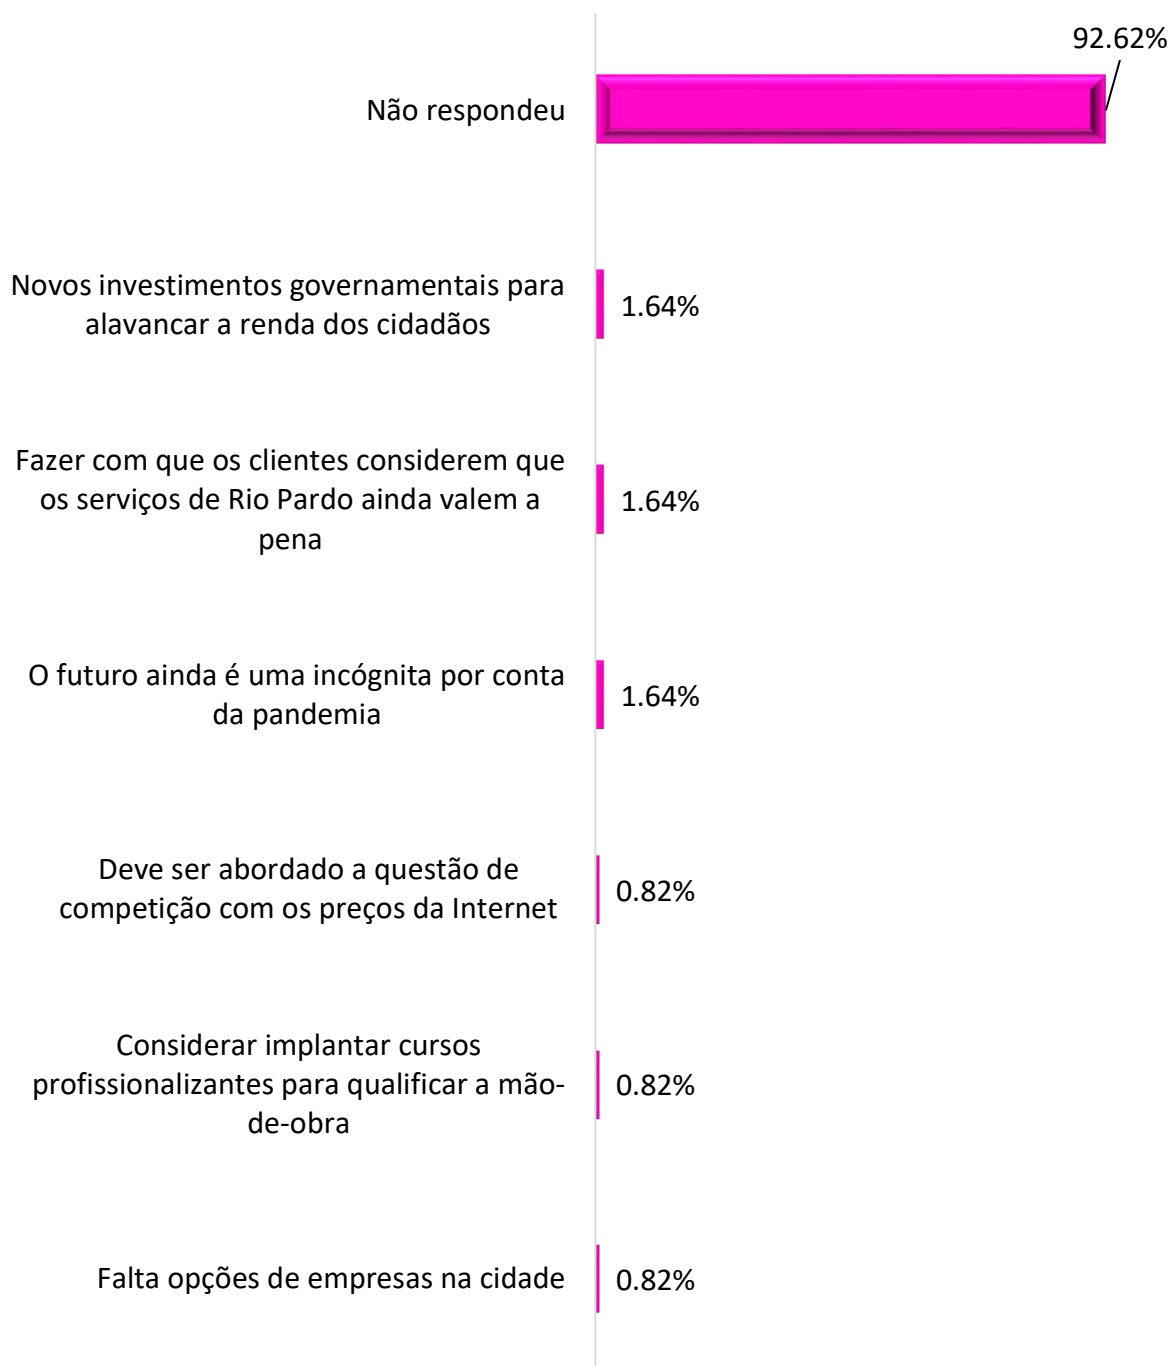 92.62%
Não respondeu
Novos investimentos governamentais para
alavancar a renda dos cidadãos
1.64%
Fazer com que os clientes considerem que
os serviços de Rio Pardo ainda valem a
pena
1.64%
O futuro ainda é uma incógnita por conta
da pandemia
1.64%
Deve ser abordado a questão de
competição com os preços da Internet
0.82%
Considerar implantar cursos
profissionalizantes para qualificar a mão-
de-obra
0.82%
Falta opções de empresas na cidade
0.82%